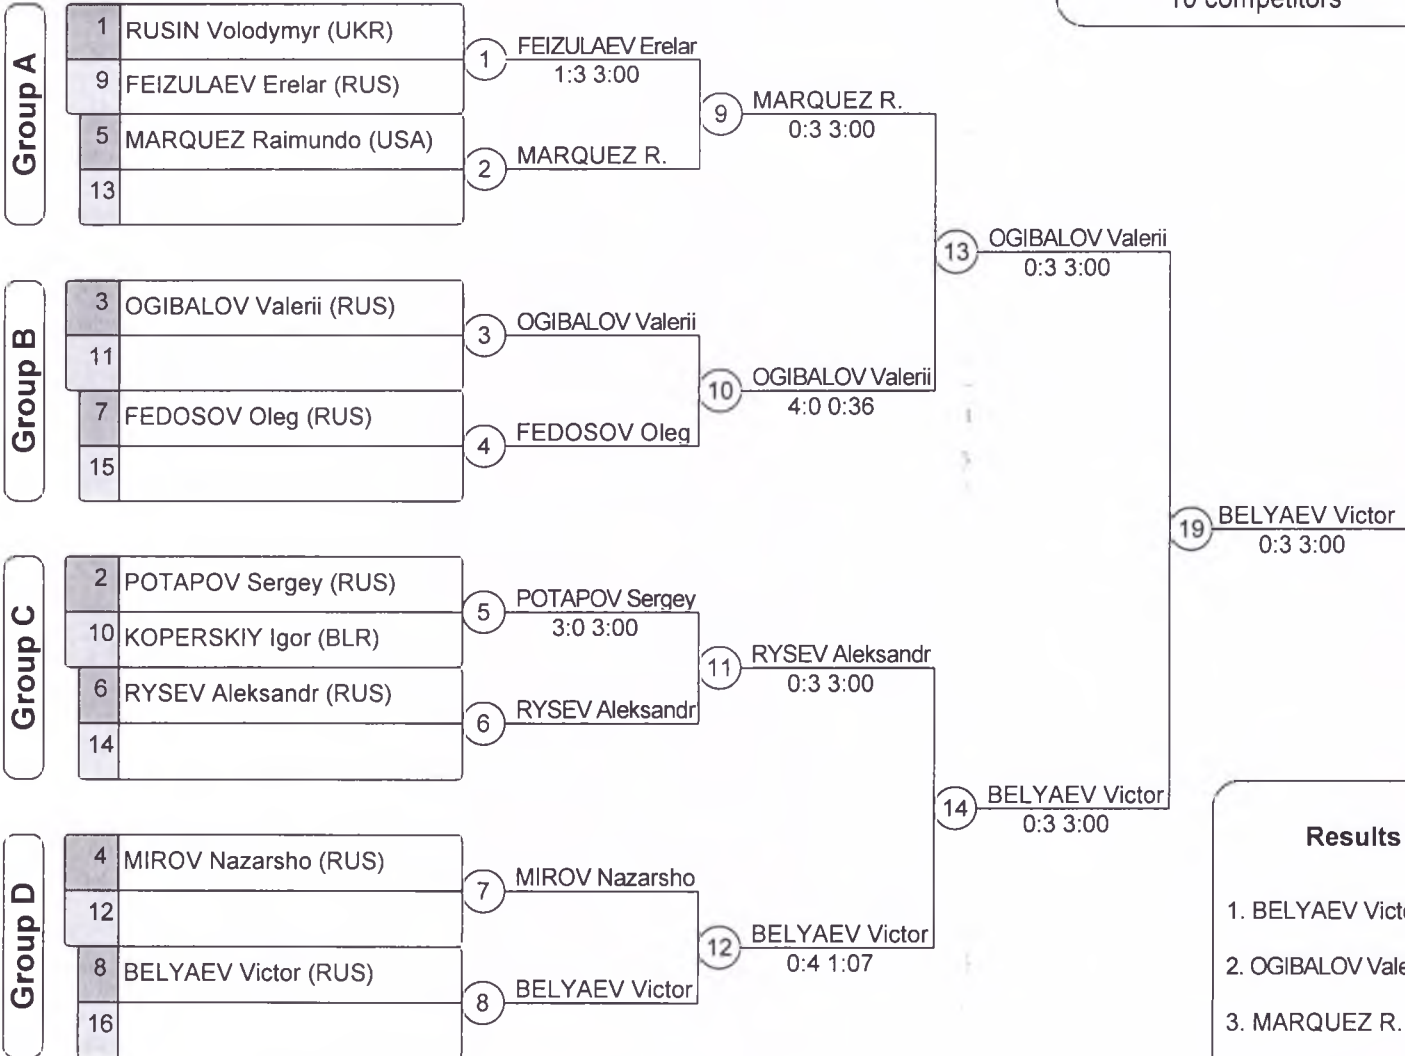 10 competitors
Group A
1 RUSIN Volodymyr (UKR)
9 FEIZULAEV Erelar (RUS)
5 MARQUEZ Raimundo (USA)
13
1 FEIZULAEV Erelar
1:3 3:00
2 MARQUEZ R.
9 MARQUEZ R.
0:3 3:00
13 OGIBALOV Valerii
0:3 3:00
Group B
3 OGIBALOV Valerii (RUS)
11
7 FEDOSOV Oleg (RUS)
15
3 OGIBALOV Valerii
4 FEDOSOV Oleg
10 OGIBALOV Valerii
4:0 0:36
19 BELYAEV Victor
0:3 3:00
Group C
2 POTAPOV Sergey (RUS)
10 KOPERSKIY Igor (BLR)
6 RYSEV Aleksandr (RUS)
14
5 POTAPOV Sergey
3:0 3:00
6 RYSEV Aleksandr
11 RYSEV Aleksandr
0:3 3:00
14 BELYAEV Victor
0:3 3:00
Group D
4 MIROV Nazarsho (RUS)
12
8 BELYAEV Victor (RUS)
16
7 MIROV Nazarsho
8 BELYAEV Victor
12 BELYAEV Victor
0:4 1:07
Results
1. BELYAEV Vict
2. OGIBALOV Vale
3. MARQUEZ R.